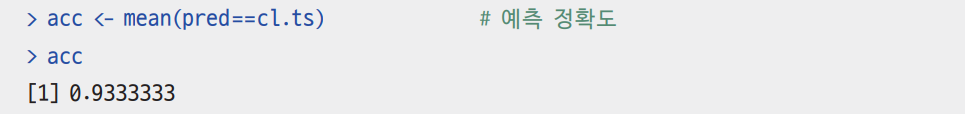 > acc <- mean(pred==cl.ts) # 예측 정확도
> acc
[1] 0.9333333